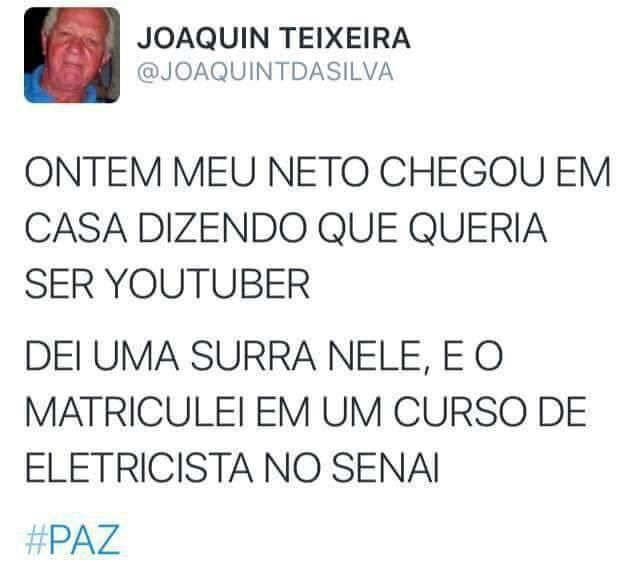 JOAQUIN TEIXEIRA
@JOAQUINTDASILVA
ONTEM MEU NETO CHEGOU EM
CASA DIZENDO QUE QUERIA
SER YOUTUBER
DEI UMA SURRA NELE, E O
MATRICULEI EM UM CURSO DE
ELETRICISTA NO SENAI
#PAZ